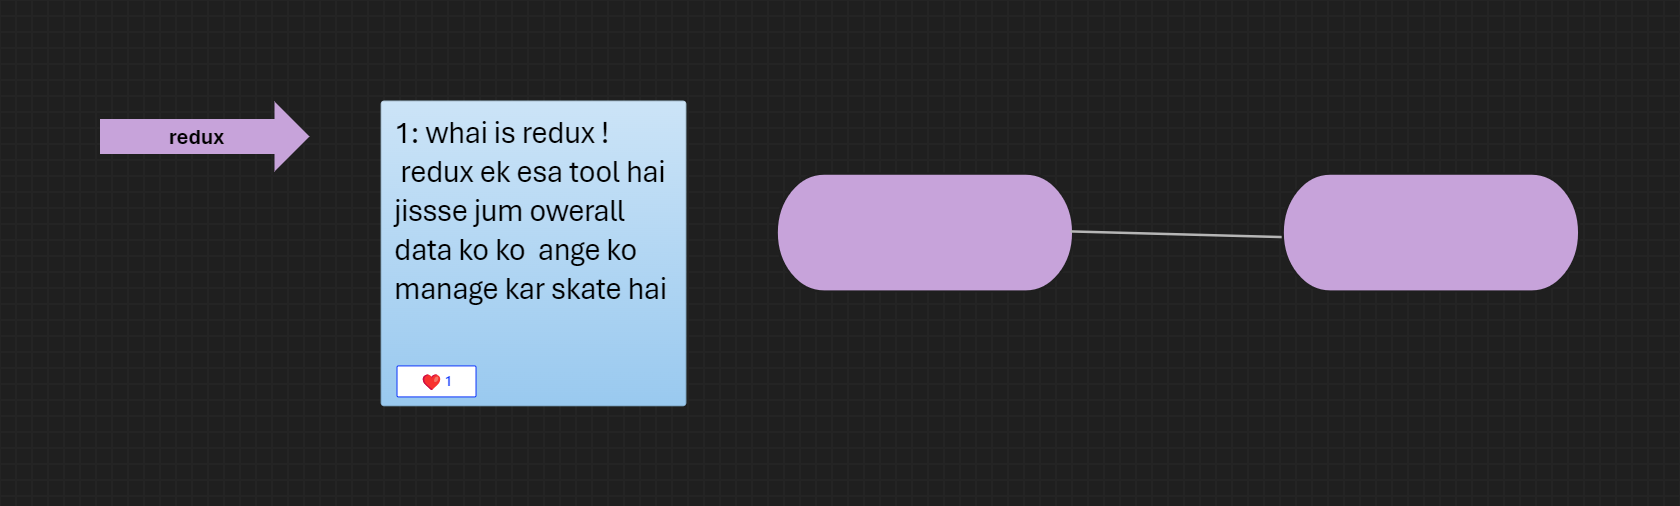 redux
1: whai is redux !
redux ek esa tool hai
jissse jum owerall
data ko ko  ange ko
manage kar skate hai
❤️ 1